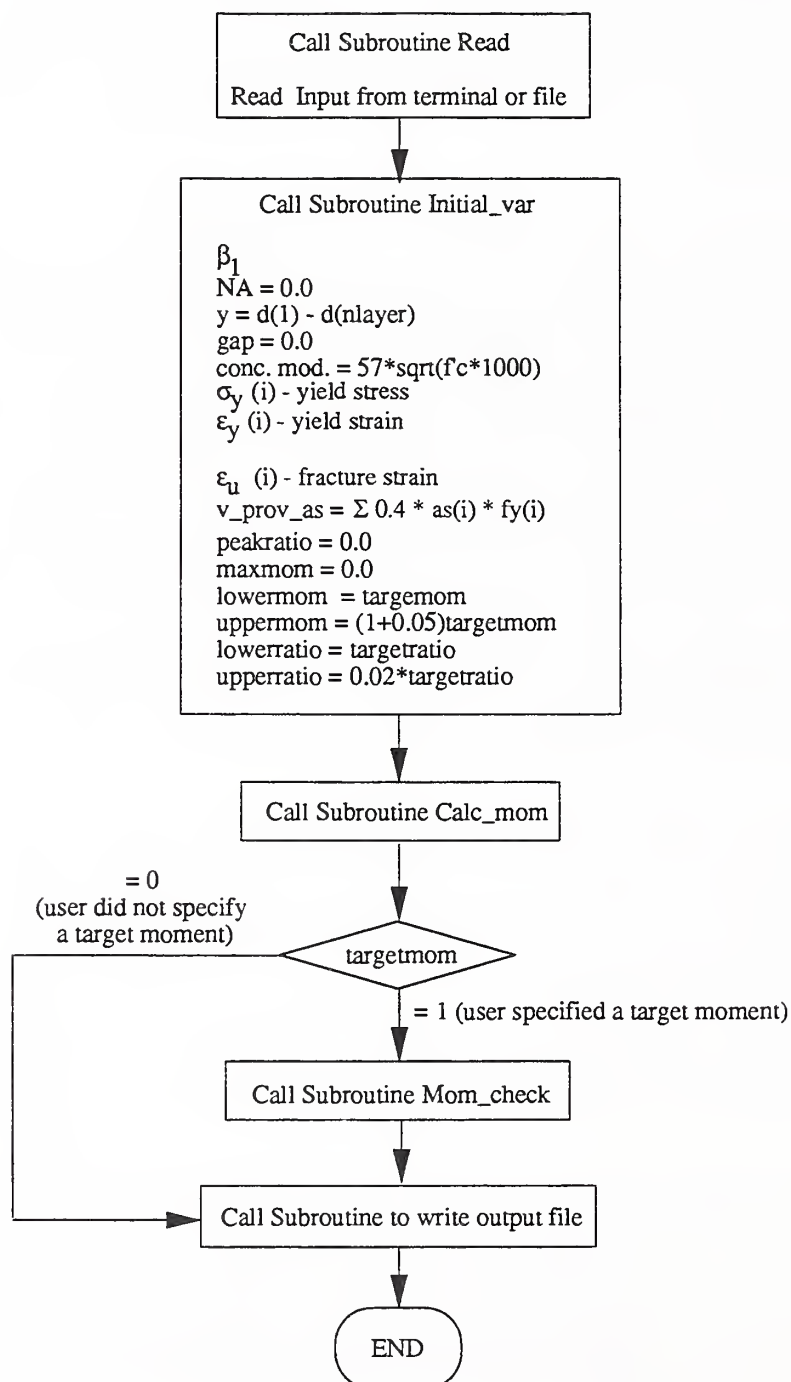 Call Subroutine Read
Read Input from terminal or file
Call Subroutine Initial_var
β1
NA = 0.0
y = d(1) - d(nlayer)
gap = 0.0
conc. mod. = 57*sqrt(f'c*1000)
σy (i) - yield stress
εy (i) - yield strain
εu (i) - fracture strain
v_prov_as = Σ 0.4 * as(i) * fy(i)
peakratio = 0.0
maxmom = 0.0
lowermom = targemom
uppermom = (1+0.05)targetmom
lowerratio = targetratio
upperratio = 0.02*targetratio
Call Subroutine Calc_mom
= 0
(user did not specify
a target moment)
targetmom
= 1 (user specified a target moment)
Call Subroutine Mom_check
Call Subroutine to write output file
END